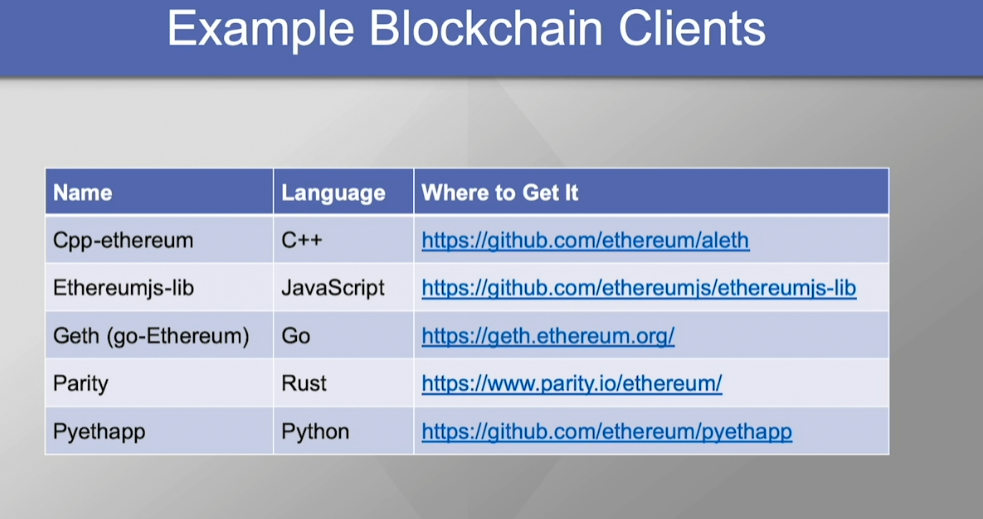 Example Blockchain Clients
Name Language Where to Get It
Cpp-ethereum C++ https://github.com/ethereum/aleth
Ethereumjs-lib JavaScript https://github.com/ethereumjs/ethereumjs-lib
Geth (go-Ethereum) Go https://geth.ethereum.org/
Parity Rust https://www.parity.io/ethereum/
Pyethapp Python https://github.com/ethereum/pyethapp